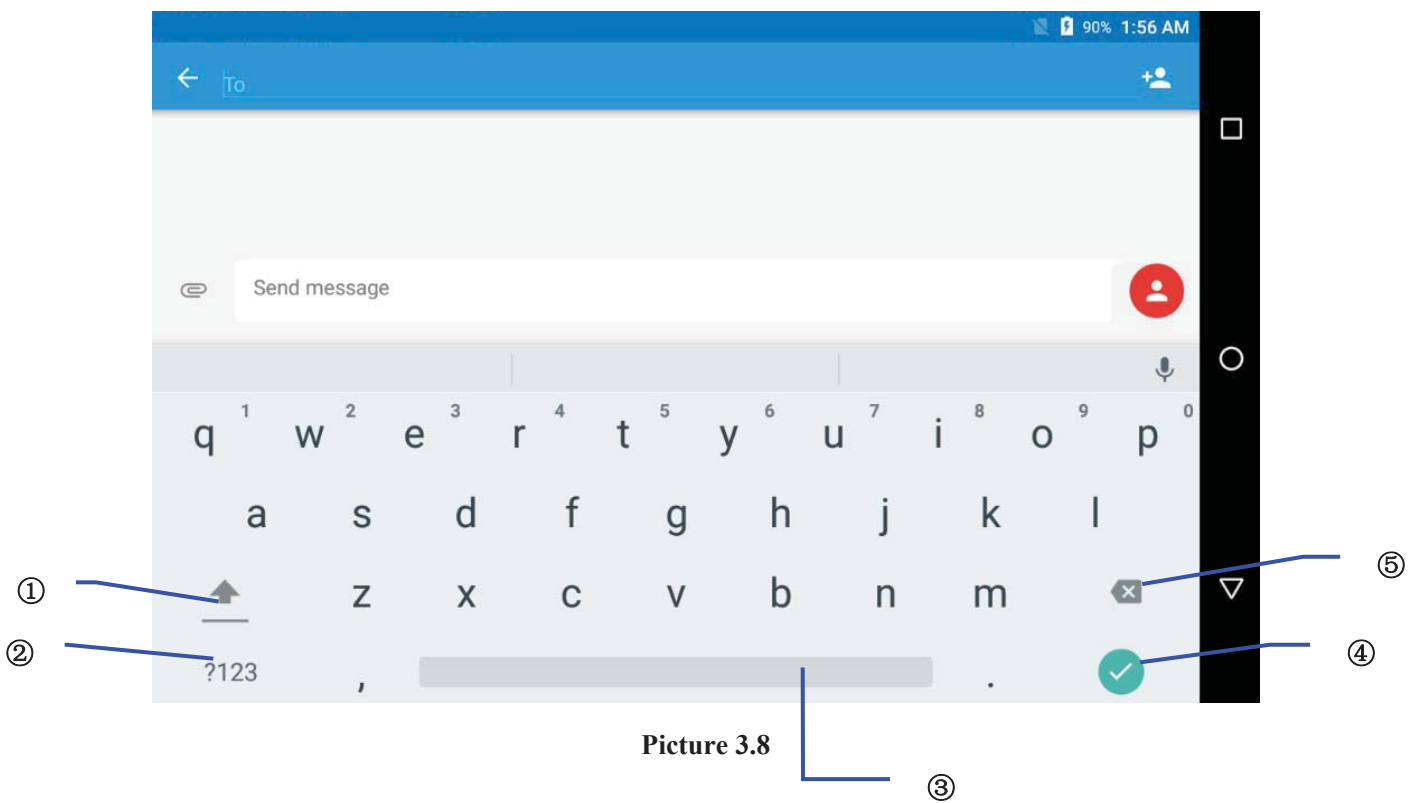 90% 1:56 AM
To
Send message
1 2 3 4 5 6 7 8 9 0
q w e r t y u i o p
a s d f g h j k l
① z x c v b n m ⑤
② ?123 , . ④
Picture 3.8
③